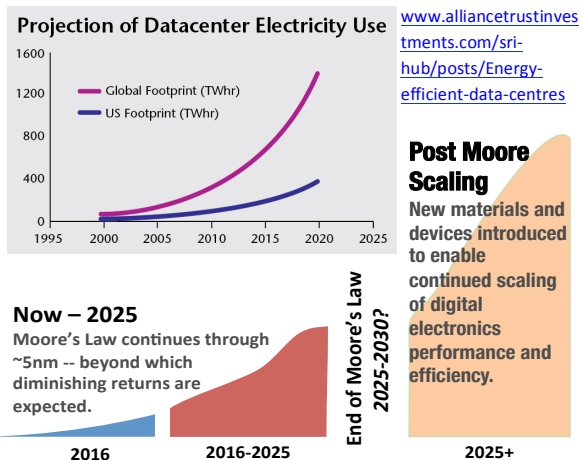 Projection of Datacenter Electricity Use
1600
1200
800
400
0
Global Footprint (TWhr)
US Footprint (TWhr)
1995
2000
2005
2010
2015
2020
2025
www.alliancetrustinves
tments.com/sri-
hub/posts/Energy-
efficient-data-centres
Post Moore
Scaling
New materials and
devices introduced
to enable
continued scaling
of digital
electronics
performance and
efficiency.
Now – 2025
Moore's Law continues through
~5nm -- beyond which
diminishing returns are
expected.
End of Moore's Law
2025-2030?
2016
2016-2025
2025+